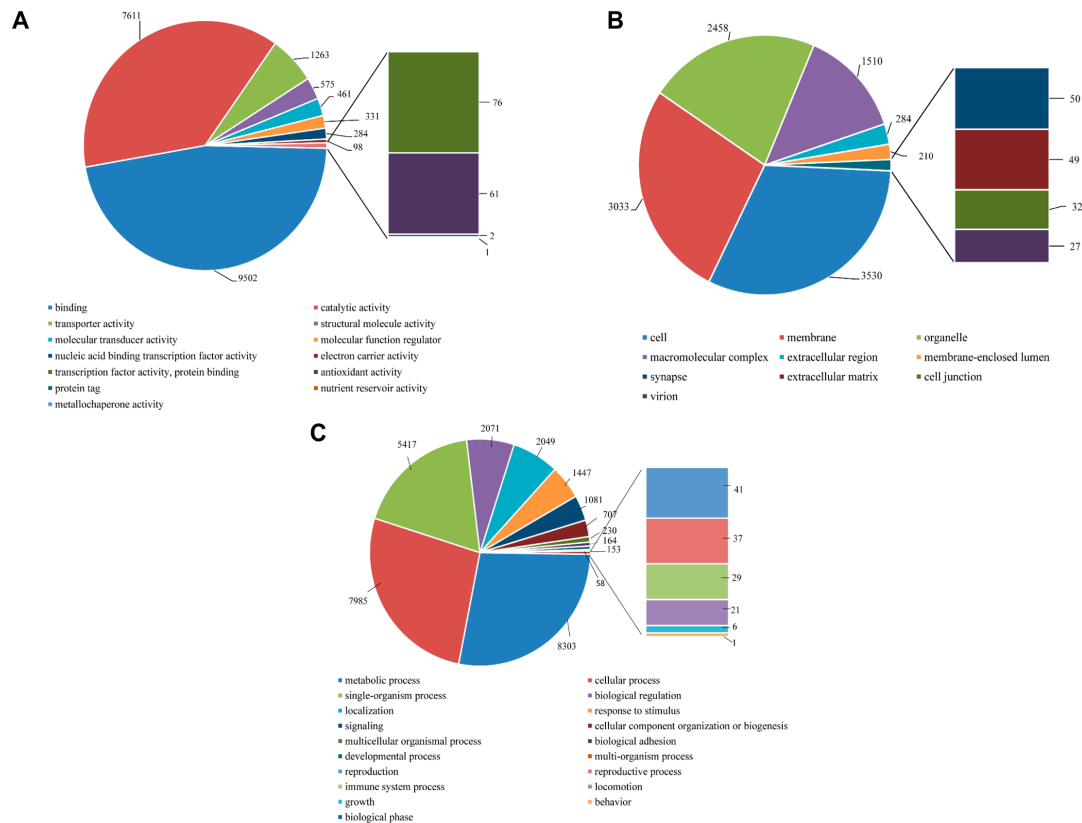 A
7611
1263
575
461
331
284
98
9502
76
61
2
1
binding
catalytic activity
transporter activity
structural molecule activity
molecular transducer activity
molecular function regulator
nucleic acid binding transcription factor activity
electron carrier activity
transcription factor activity, protein binding
antioxidant activity
protein tag
nutrient reservoir activity
metallochaperone activity
B
2458
1510
284
210
3033
3530
50
49
32
27
cell
membrane
organelle
macromolecular complex
extracellular region
membrane-enclosed lumen
synapse
extracellular matrix
cell junction
virion
C
5417
2071
2049
1447
1081
707
230
164
153
58
7985
8303
41
37
29
21
6
1
metabolic process
cellular process
single-organism process
biological regulation
localization
response to stimulus
signaling
cellular component organization or biogenesis
multicellular organismal process
biological adhesion
developmental process
multi-organism process
reproduction
reproductive process
immune system process
locomotion
growth
behavior
biological phase